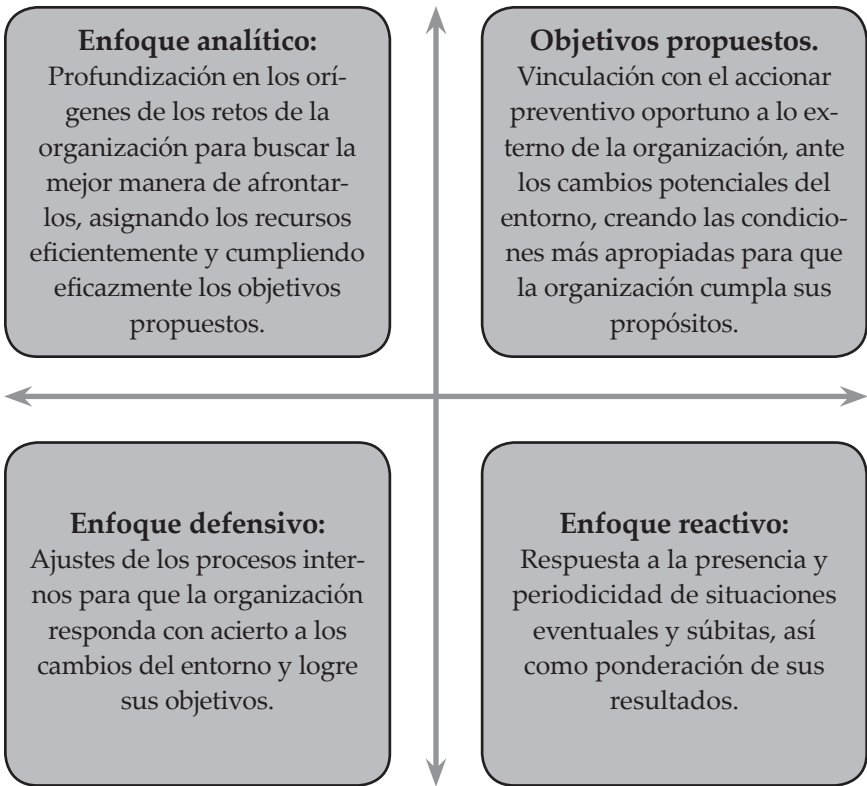 Enfoque analítico:
Profundización en los orí-
genes de los retos de la
organización para buscar la
mejor manera de afrontar-
los, asignando los recursos
eficientemente y cumpliendo
eficazmente los objetivos
propuestos.
Objetivos propuestos.
Vinculación con el accionar
preventivo oportuno a lo ex-
terno de la organización, ante
los cambios potenciales del
entorno, creando las condicio-
nes más apropiadas para que
la organización cumpla sus
propósitos.
Enfoque defensivo:
Ajustes de los procesos inter-
nos para que la organización
responda con acierto a los
cambios del entorno y logre
sus objetivos.
Enfoque reactivo:
Respuesta a la presencia y
periodicidad de situaciones
eventuales y súbitas, así
como ponderación de sus
resultados.